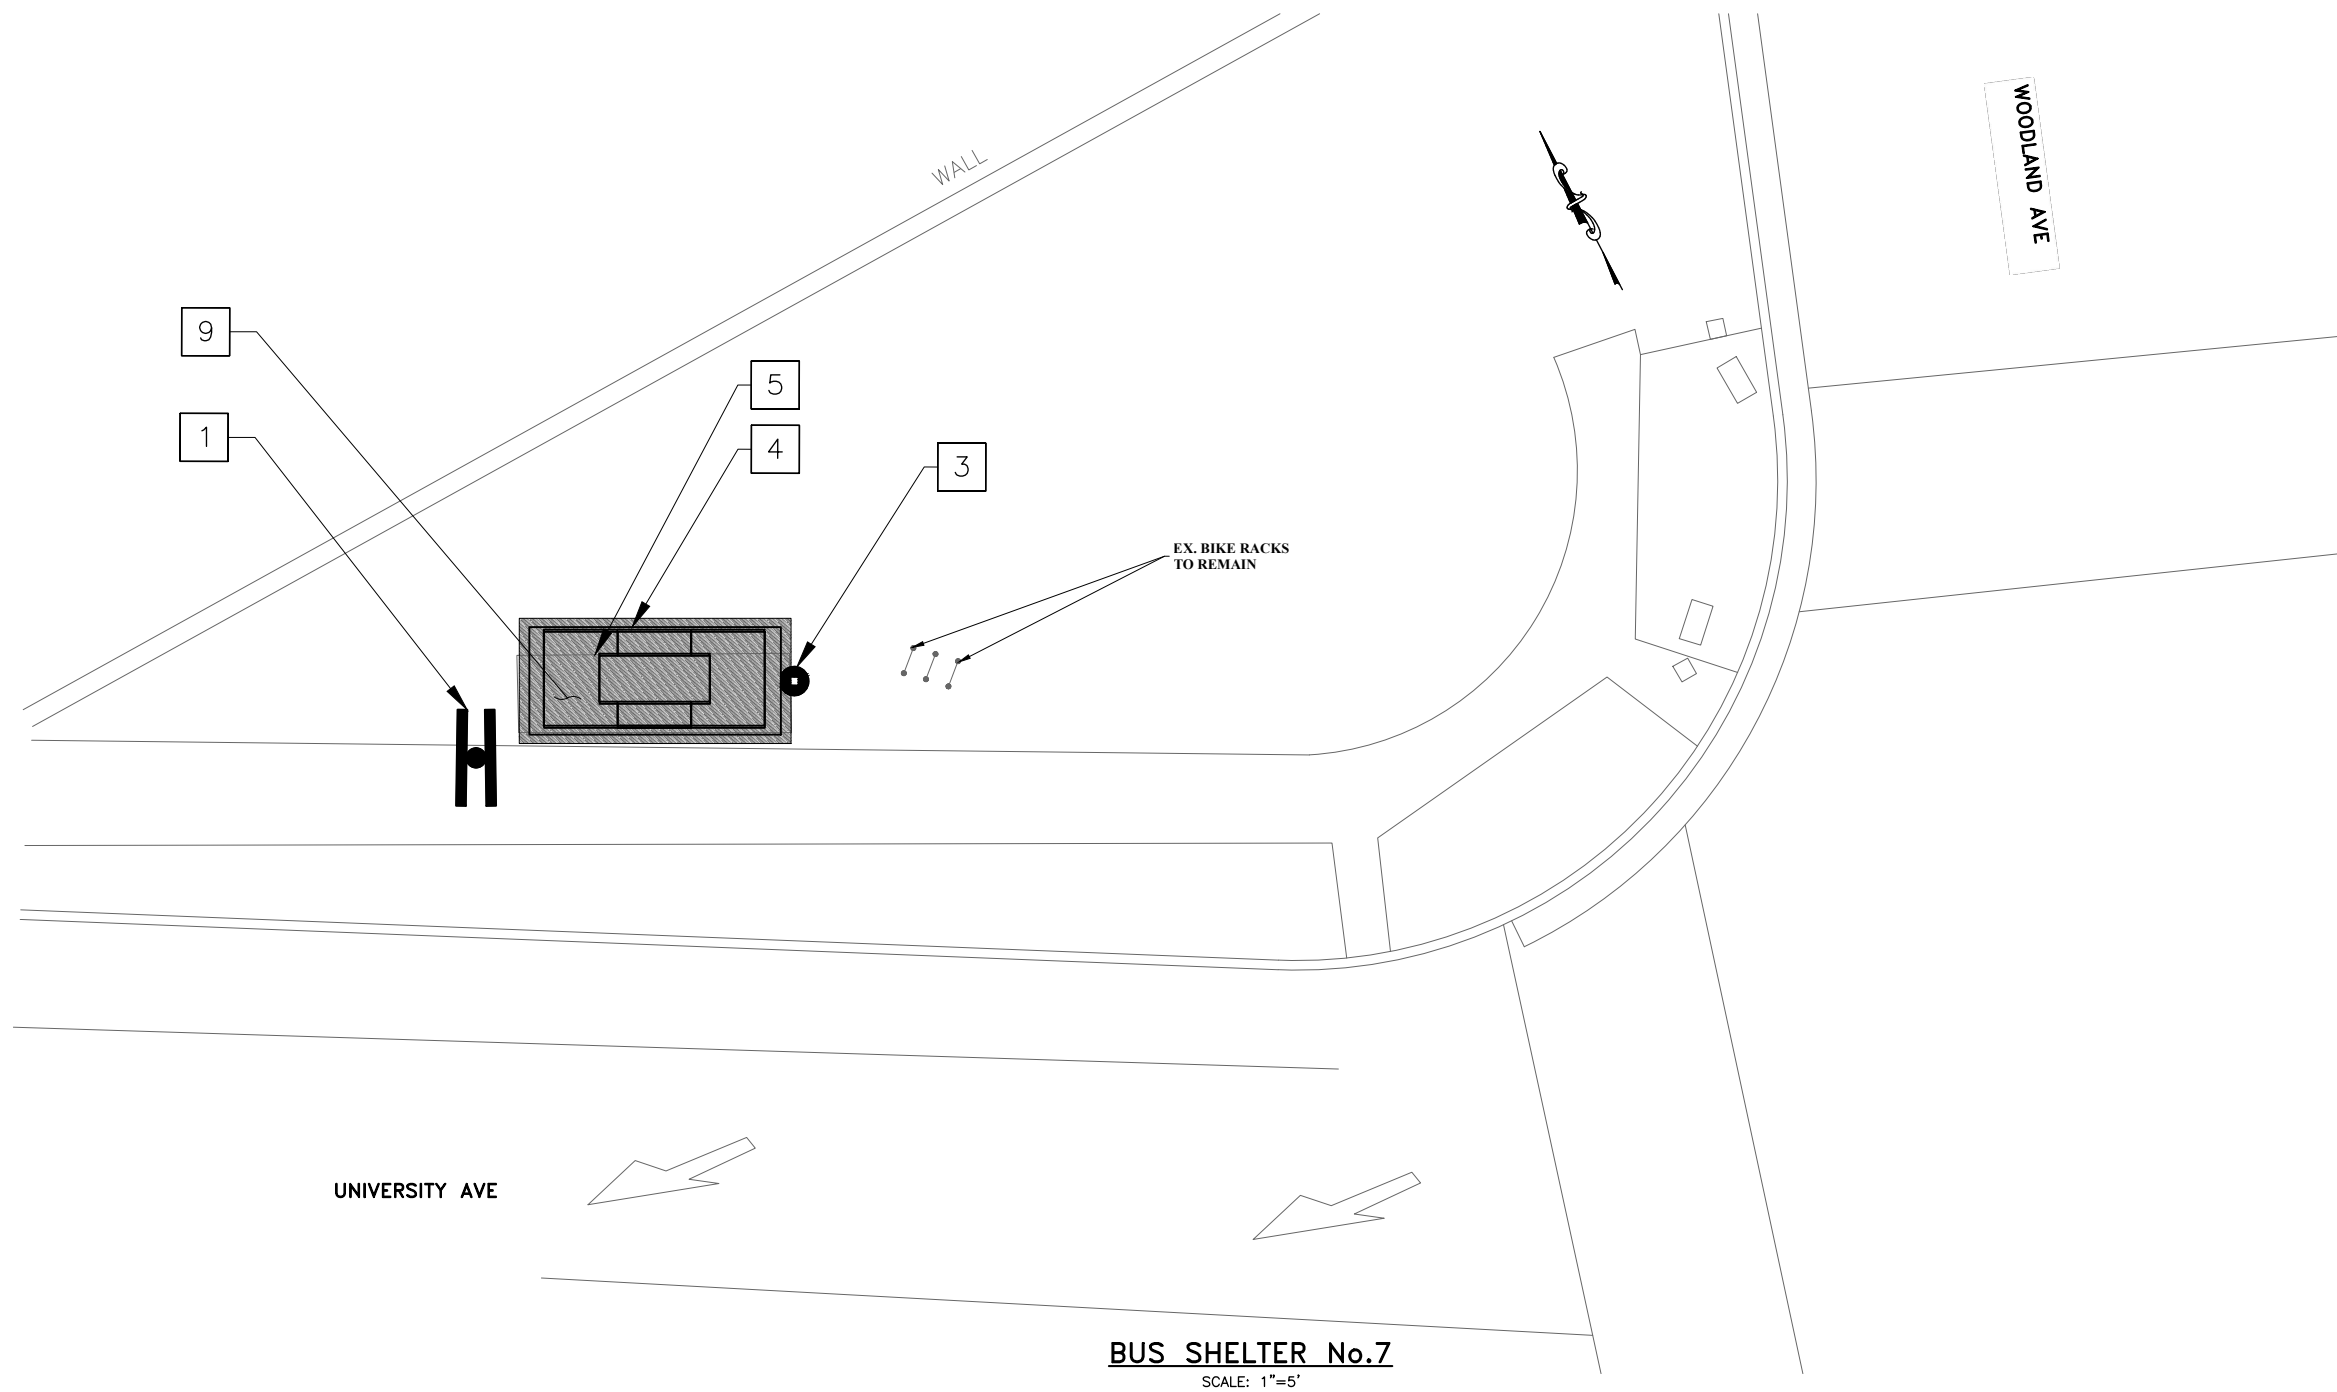 WALL
WOODLAND AVE
9
5
1
4
3
EX. BIKE RACKS
TO REMAIN
UNIVERSITY AVE
BUS SHELTER No.7
SCALE: 1"=5'